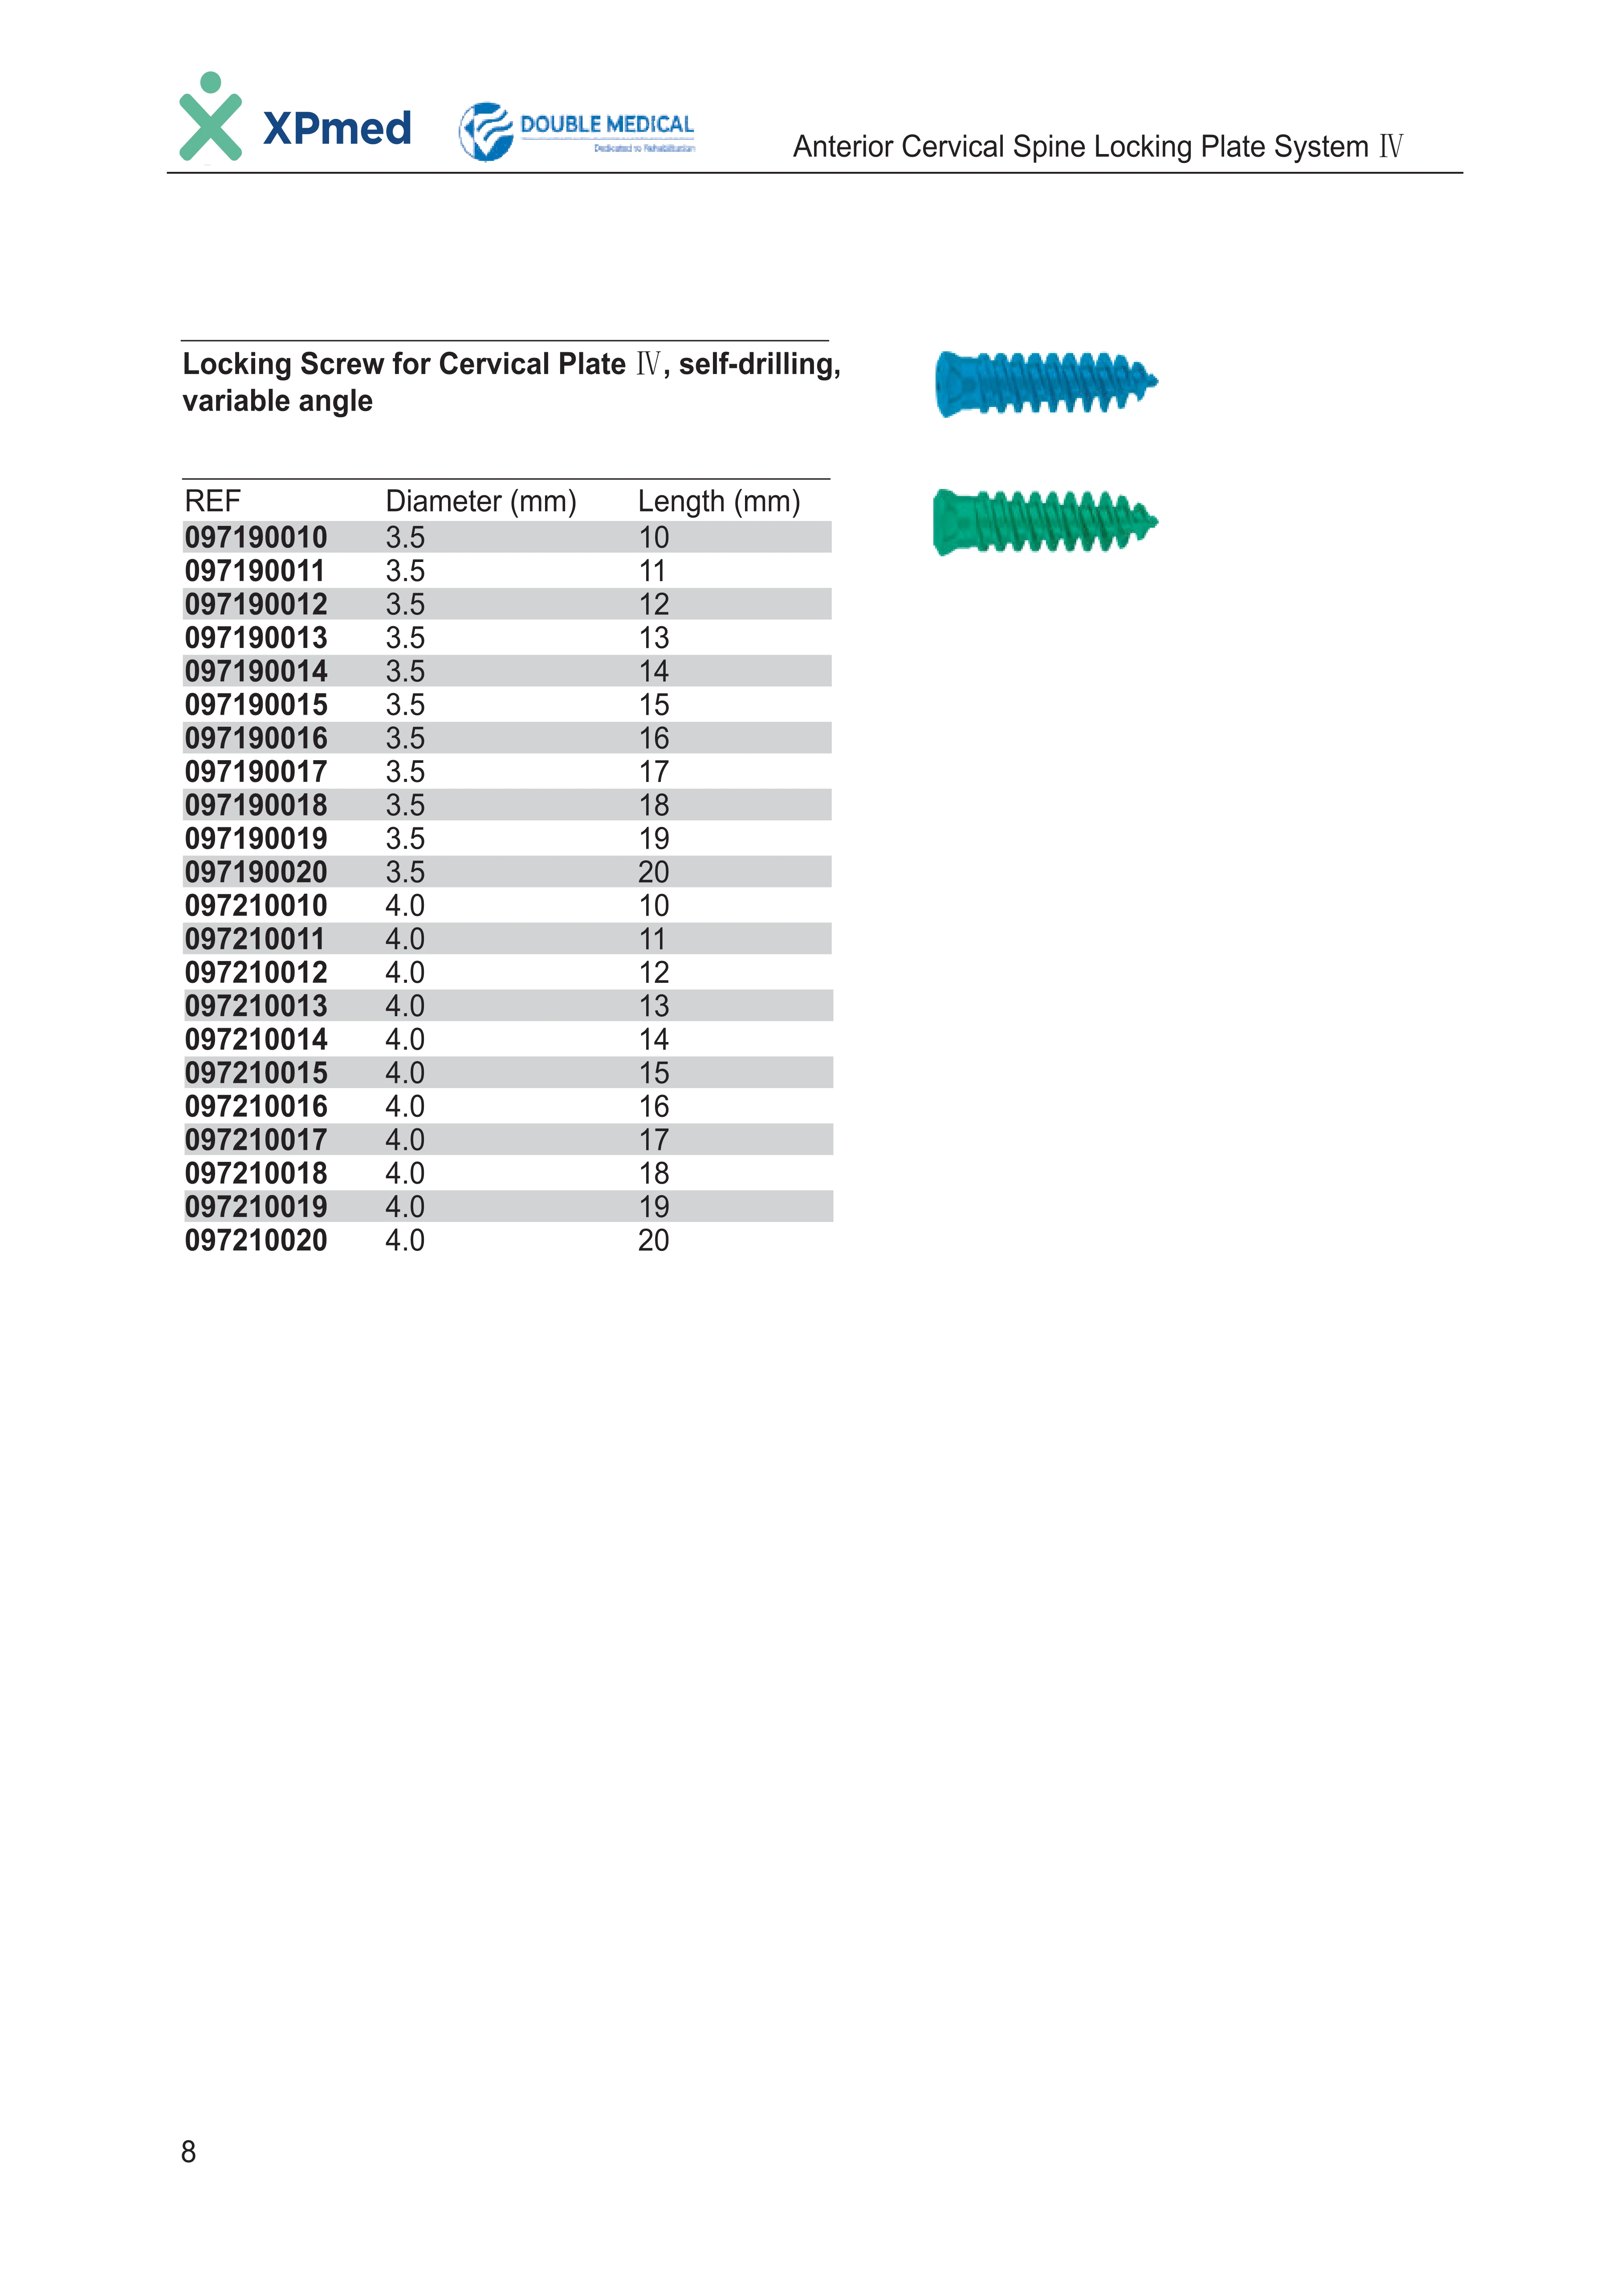 XPmed
DOUBLE MEDICAL
Dedicated to Rehabilitation
Anterior Cervical Spine Locking Plate System Ⅳ
Locking Screw for Cervical Plate Ⅳ, self-drilling,
variable angle
REF Diameter (mm) Length (mm)
097190010 3.5 10
097190011 3.5 11
097190012 3.5 12
097190013 3.5 13
097190014 3.5 14
097190015 3.5 15
097190016 3.5 16
097190017 3.5 17
097190018 3.5 18
097190019 3.5 19
097190020 3.5 20
097210010 4.0 10
097210011 4.0 11
097210012 4.0 12
097210013 4.0 13
097210014 4.0 14
097210015 4.0 15
097210016 4.0 16
097210017 4.0 17
097210018 4.0 18
097210019 4.0 19
097210020 4.0 20
8